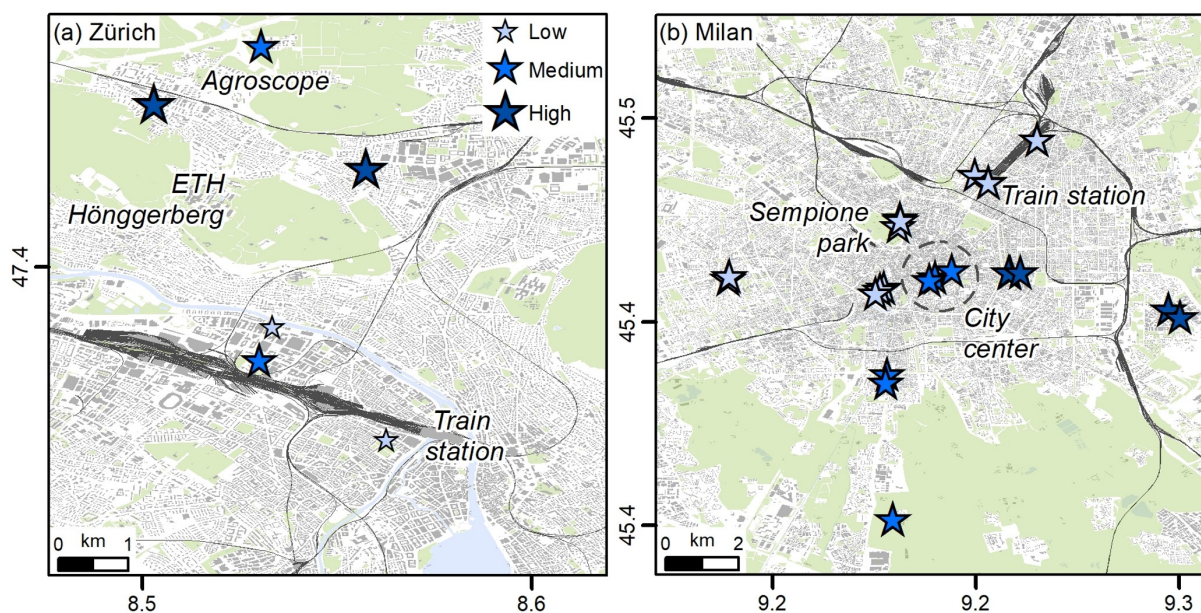 (a) Zürich
Low
Medium
High
Agroscope
ETH
Hönggerberg
Train
station
47.4
km
0 1
8.5
8.6
(b) Milan
Train station
Sempione
park
City
center
45.5
45.4
45.4
km
0 2
9.2
9.2
9.3